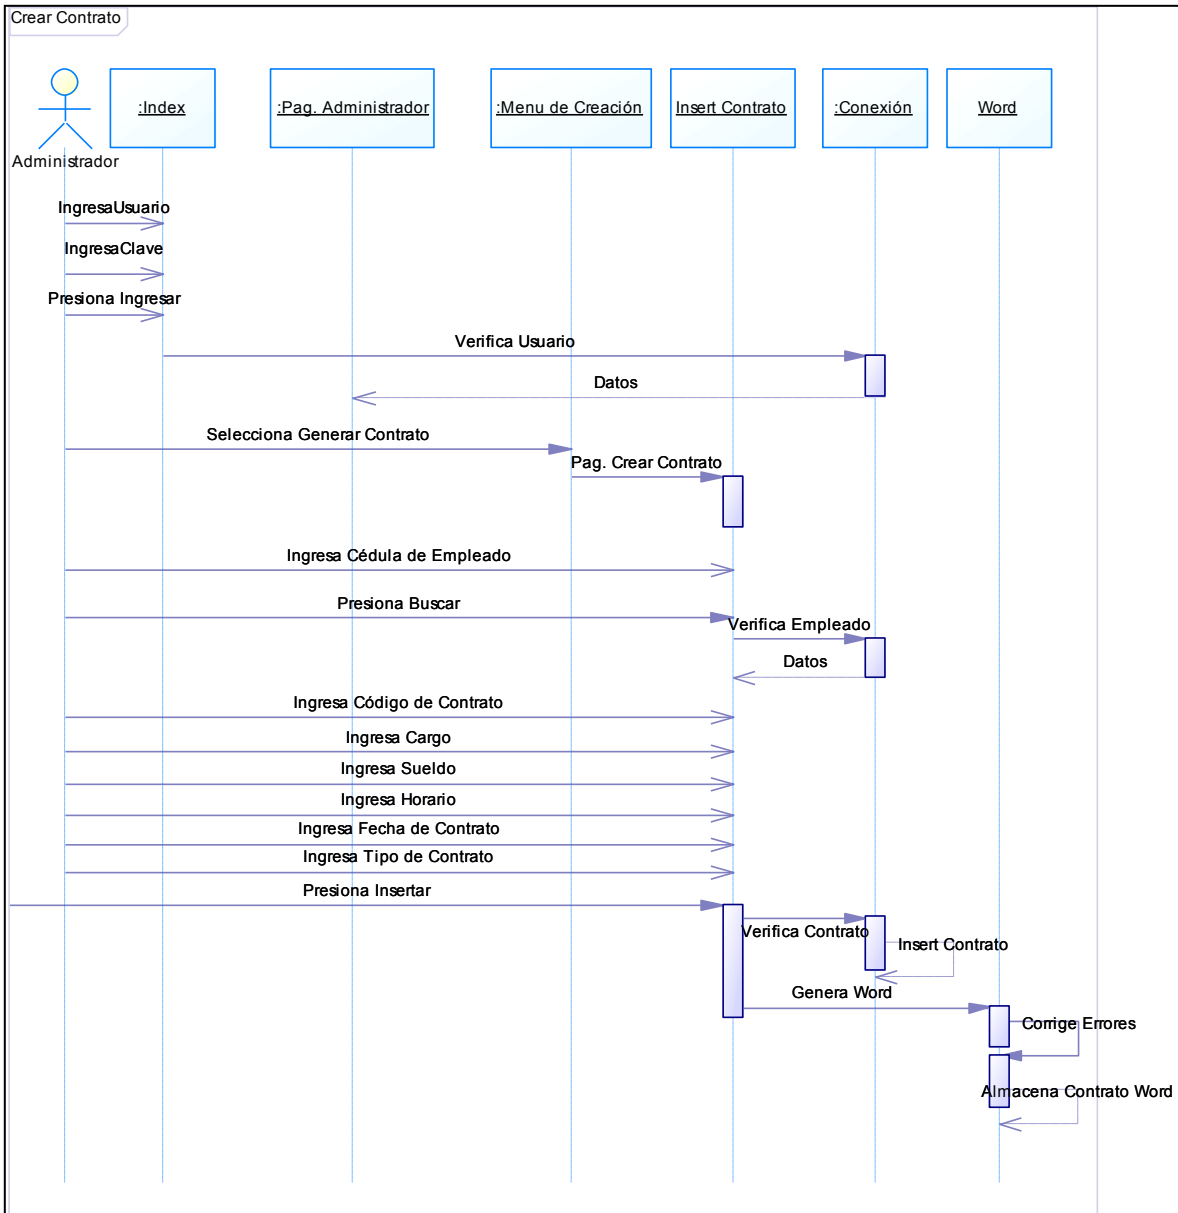 Crear Contrato
:Index
:Pag. Administrador
:Menu de Creación
Insert Contrato
:Conexión
Word
Administrador
IngresaUsuario
IngresaClave
Presiona Ingresar
Verifica Usuario
Datos
Selecciona Generar Contrato
Pag. Crear Contrato
Ingresa Cédula de Empleado
Presiona Buscar
Verifica Empleado
Datos
Ingresa Código de Contrato
Ingresa Cargo
Ingresa Sueldo
Ingresa Horario
Ingresa Fecha de Contrato
Ingresa Tipo de Contrato
Presiona Insertar
Verifica Contrato
Insert Contrato
Genera Word
Corrige Errores
Almacena Contrato Word